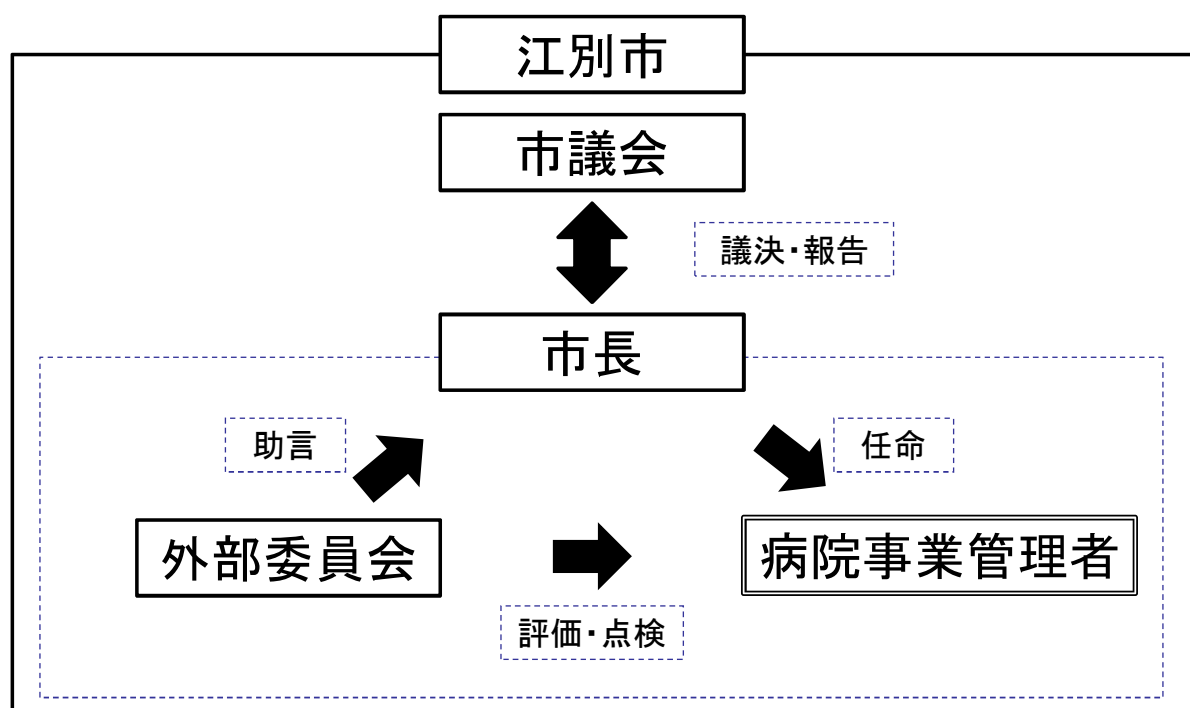 江別市
市議会
議決・報告
市長
助言
任命
外部委員会
病院事業管理者
評価・点検